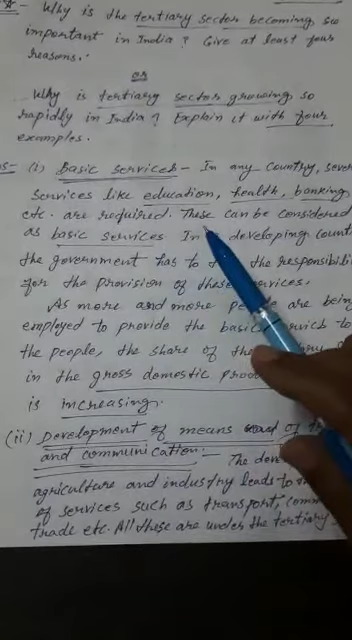 Why is the tertiary sector becoming so
important in India? Give at least four
reasons.
OR
Why is tertiary sector growing so
rapidly in India? Explain it with four
examples.
(i) Basic services - In any country,
services like education, health, banking
etc. are required. These can be considered
as basic services In developing
the government has to the
for the provision of these services.
As more and more people are being
employed to provide the basic to
the people, the share of the
in the gross domestic
is increasing.
(ii) Development of means of
and communication. - The
agriculture and industry leads to
of services such as transport,
trade etc. All these are under the tertiary